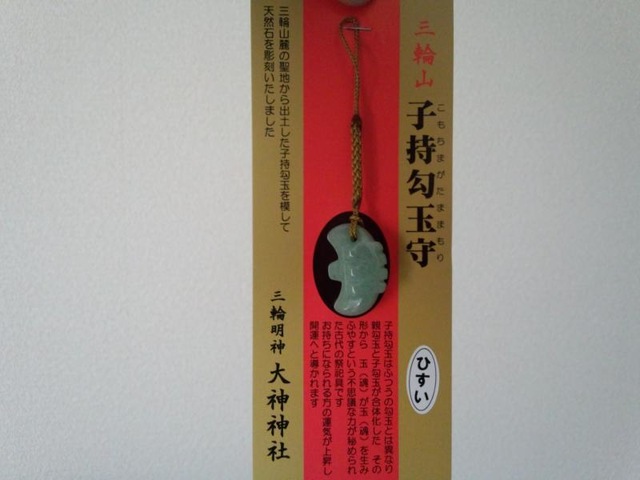 三輪山
子持勾玉守
こもちまがたままもり
ひすい
子持勾玉はふつうの勾玉とは異なり
親勾玉と子勾玉が合体化した その
形から 玉(魂)が玉(魂)を生み
ふやすという不思議な力が秘められ
た古代の祭祀具です
お持ちになられる方の運気が上昇し
開運へと導かれます
三輪山麓の聖地から出土した子持勾玉を模して
天然石を彫刻いたしました
三輪明神 大神神社